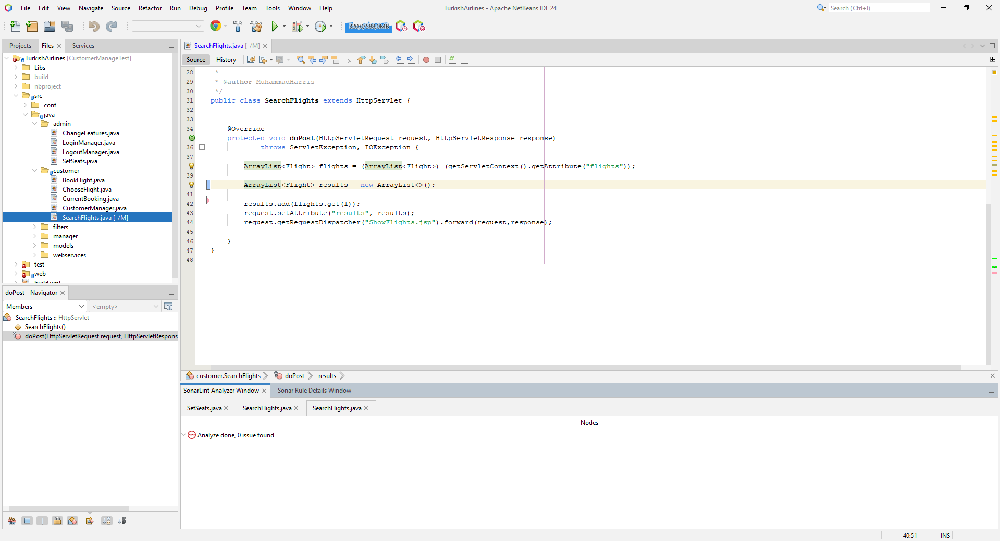 File Edit View Navigate Source Refactor Run Debug Profile Team Tools Window Help
TurkishAirlines - Apache NetBeans IDE 24
Search (Ctrl+I)
320,0/588,0MB
Projects Files Services
TurkishAirlines [CustomerManageTest]
Libs
build
nbproject
src
conf
java
admin
ChangeFeatures.java
LoginManager.java
LogoutManager.java
SetSeats.java
customer
BookFlight.java
ChooseFlight.java
CurrentBooking.java
CustomerManager.java
SearchFlights.java [-/M]
filters
manager
models
webservices
test
web
build.xml
doPost - Navigator
Members <empty>
SearchFlights :: HttpServlet
SearchFlights()
doPost(HttpServletRequest request, HttpServletRespons
SearchFlights.java [-/M]
Source History
28 *
29 * @author MuhammadHarris
30 */
31 public class SearchFlights extends HttpServlet {
32
33
34 @Override
protected void doPost(HttpServletRequest request, HttpServletResponse response)
36 throws ServletException, IOException {
37
ArrayList<Flight> flights = (ArrayList<Flight>) (getServletContext().getAttribute("flights"));
39
ArrayList<Flight> results = new ArrayList<>();
41
42 results.add(flights.get(1));
43 request.setAttribute("results", results);
44 request.getRequestDispatcher("ShowFlights.jsp").forward(request,response);
45
46 }
47 }
48
customer.SearchFlights doPost results
SonarLint Analyzer Window Sonar Rule Details Window
SetSeats.java SearchFlights.java SearchFlights.java
Nodes
Analyze done, 0 issue found
40:51 INS